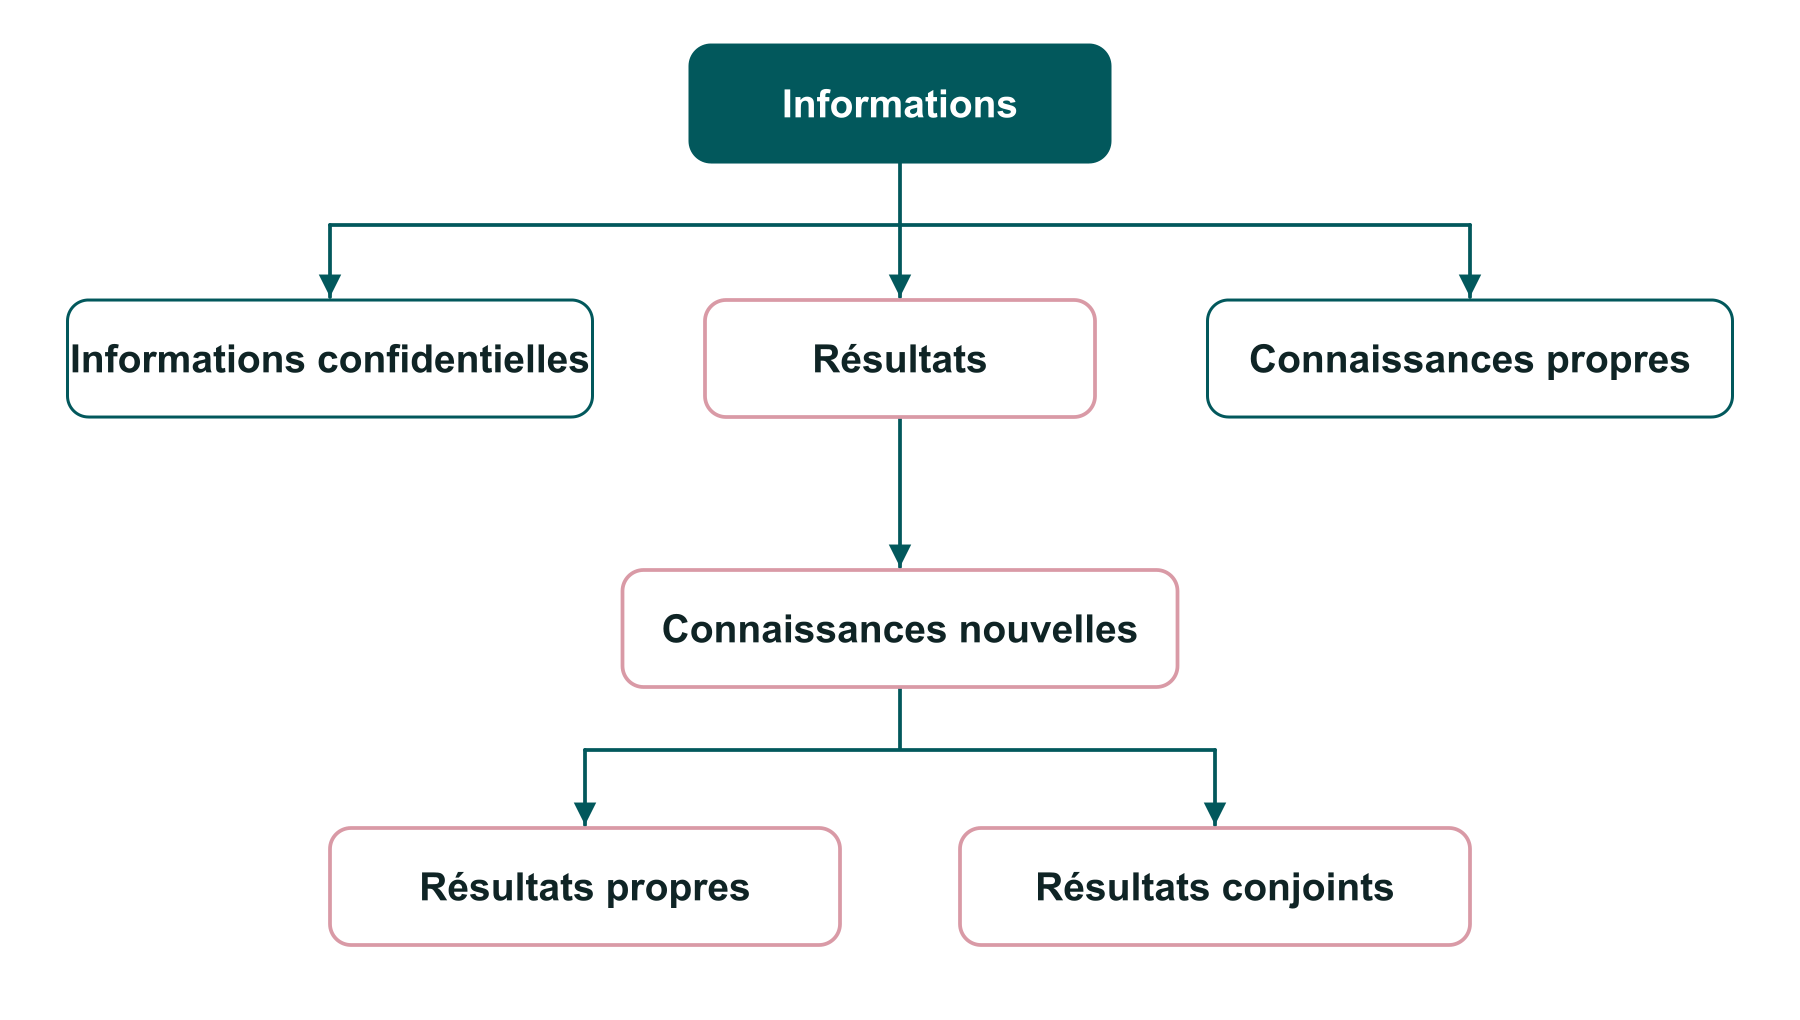 Informations
Informations confidentielles
Résultats
Connaissances propres
Connaissances nouvelles
Résultats propres
Résultats conjoints